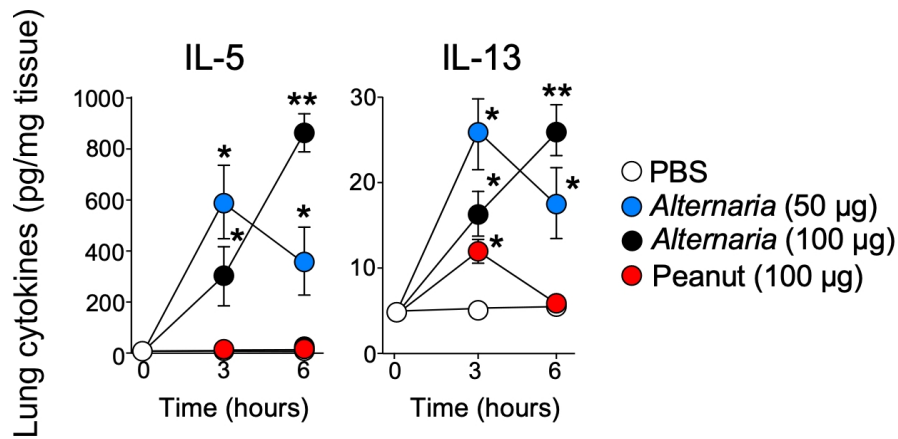 Lung cytokines (pg/mg tissue)
IL-5
1000
800
600
400
200
0
0 3 6
Time (hours)
*
*
**
*
IL-13
30
20
10
0
0 3 6
Time (hours)
*
*
*
**
*
PBS
Alternaria (50 µg)
Alternaria (100 µg)
Peanut (100 µg)